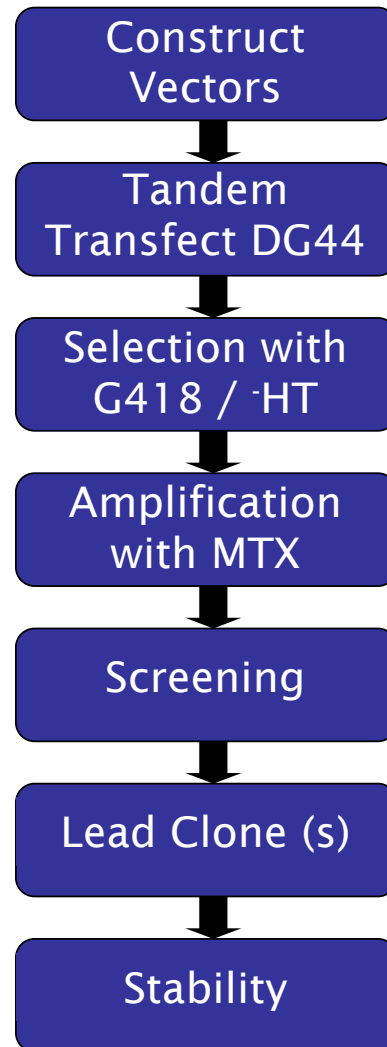 Construct
Vectors
Tandem
Transfect DG44
Selection with
G418 / ⁻HT
Amplification
with MTX
Screening
Lead Clone (s)
Stability